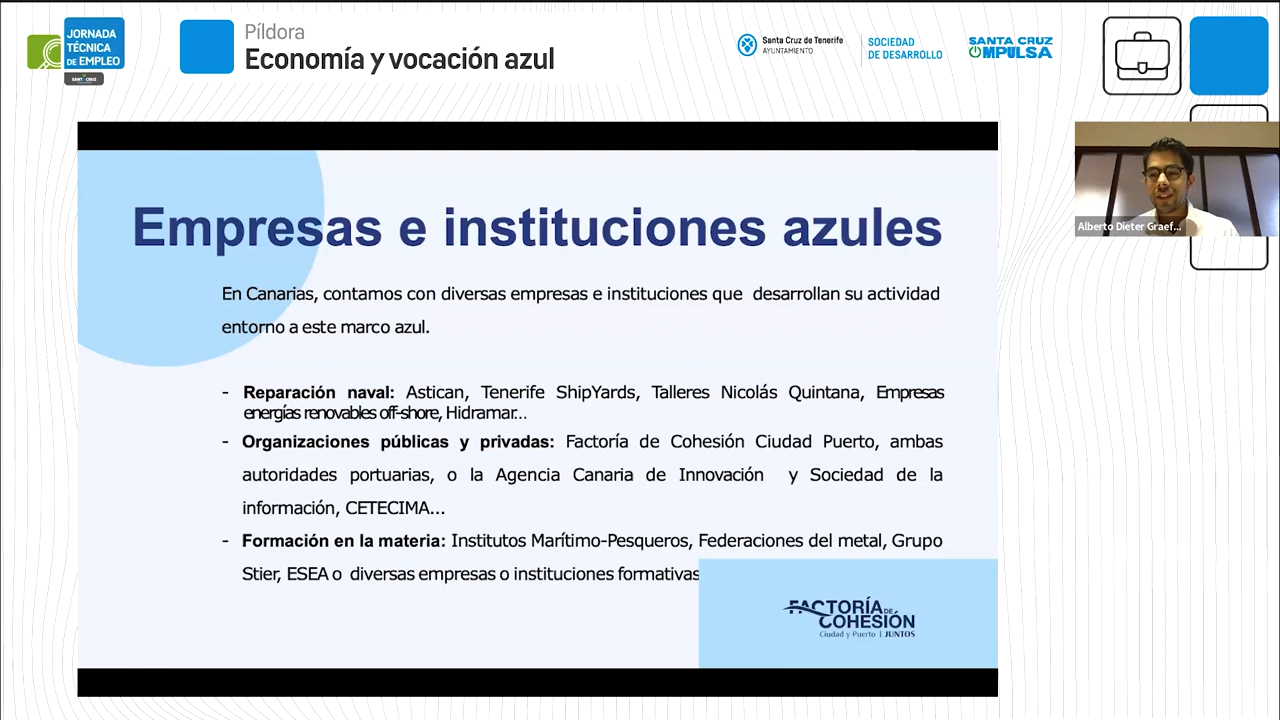 JORNADA
TÉCNICA
DE EMPLEO
Píldora
Economía y vocación azul
Santa Cruz de Tenerife
AYUNTAMIENTO
SOCIEDAD
DE DESARROLLO
SANTA CRUZ
MPULSA
Alberto Dieter Graef...
Empresas e instituciones azules
En Canarias, contamos con diversas empresas e instituciones que desarrollan su actividad
entorno a este marco azul.
- Reparación naval: Astican, Tenerife ShipYards, Talleres Nicolás Quintana, Empresas
energías renovables off-shore, Hidramar...
- Organizaciones públicas y privadas: Factoría de Cohesión Ciudad Puerto, ambas
autoridades portuarias, o la Agencia Canaria de Innovación y Sociedad de la
información, CETECIMA...
- Formación en la materia: Institutos Marítimo-Pesqueros, Federaciones del metal, Grupo
Stier, ESEA o diversas empresas o instituciones formativas
FACTORÍA DE
COHESIÓN
Ciudad y Puerto | JUNTOS